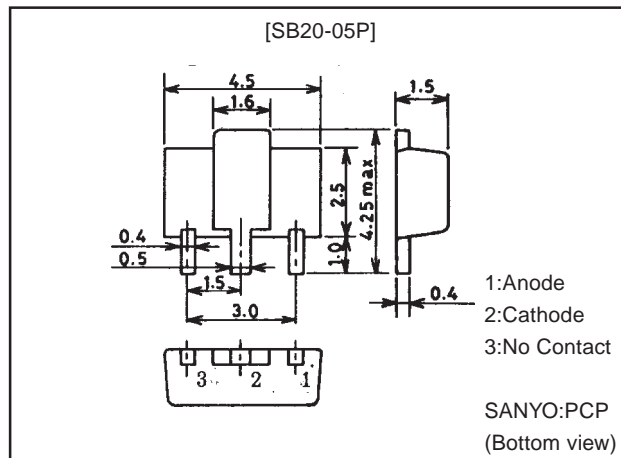 [SB20-05P]
4.5
1.6
1.5
2.5
4.25 max
0.4
1.0
0.5
1.5
0.4
3.0
1:Anode
2:Cathode
3:No Contact
3 2 1
SANYO:PCP
(Bottom view)